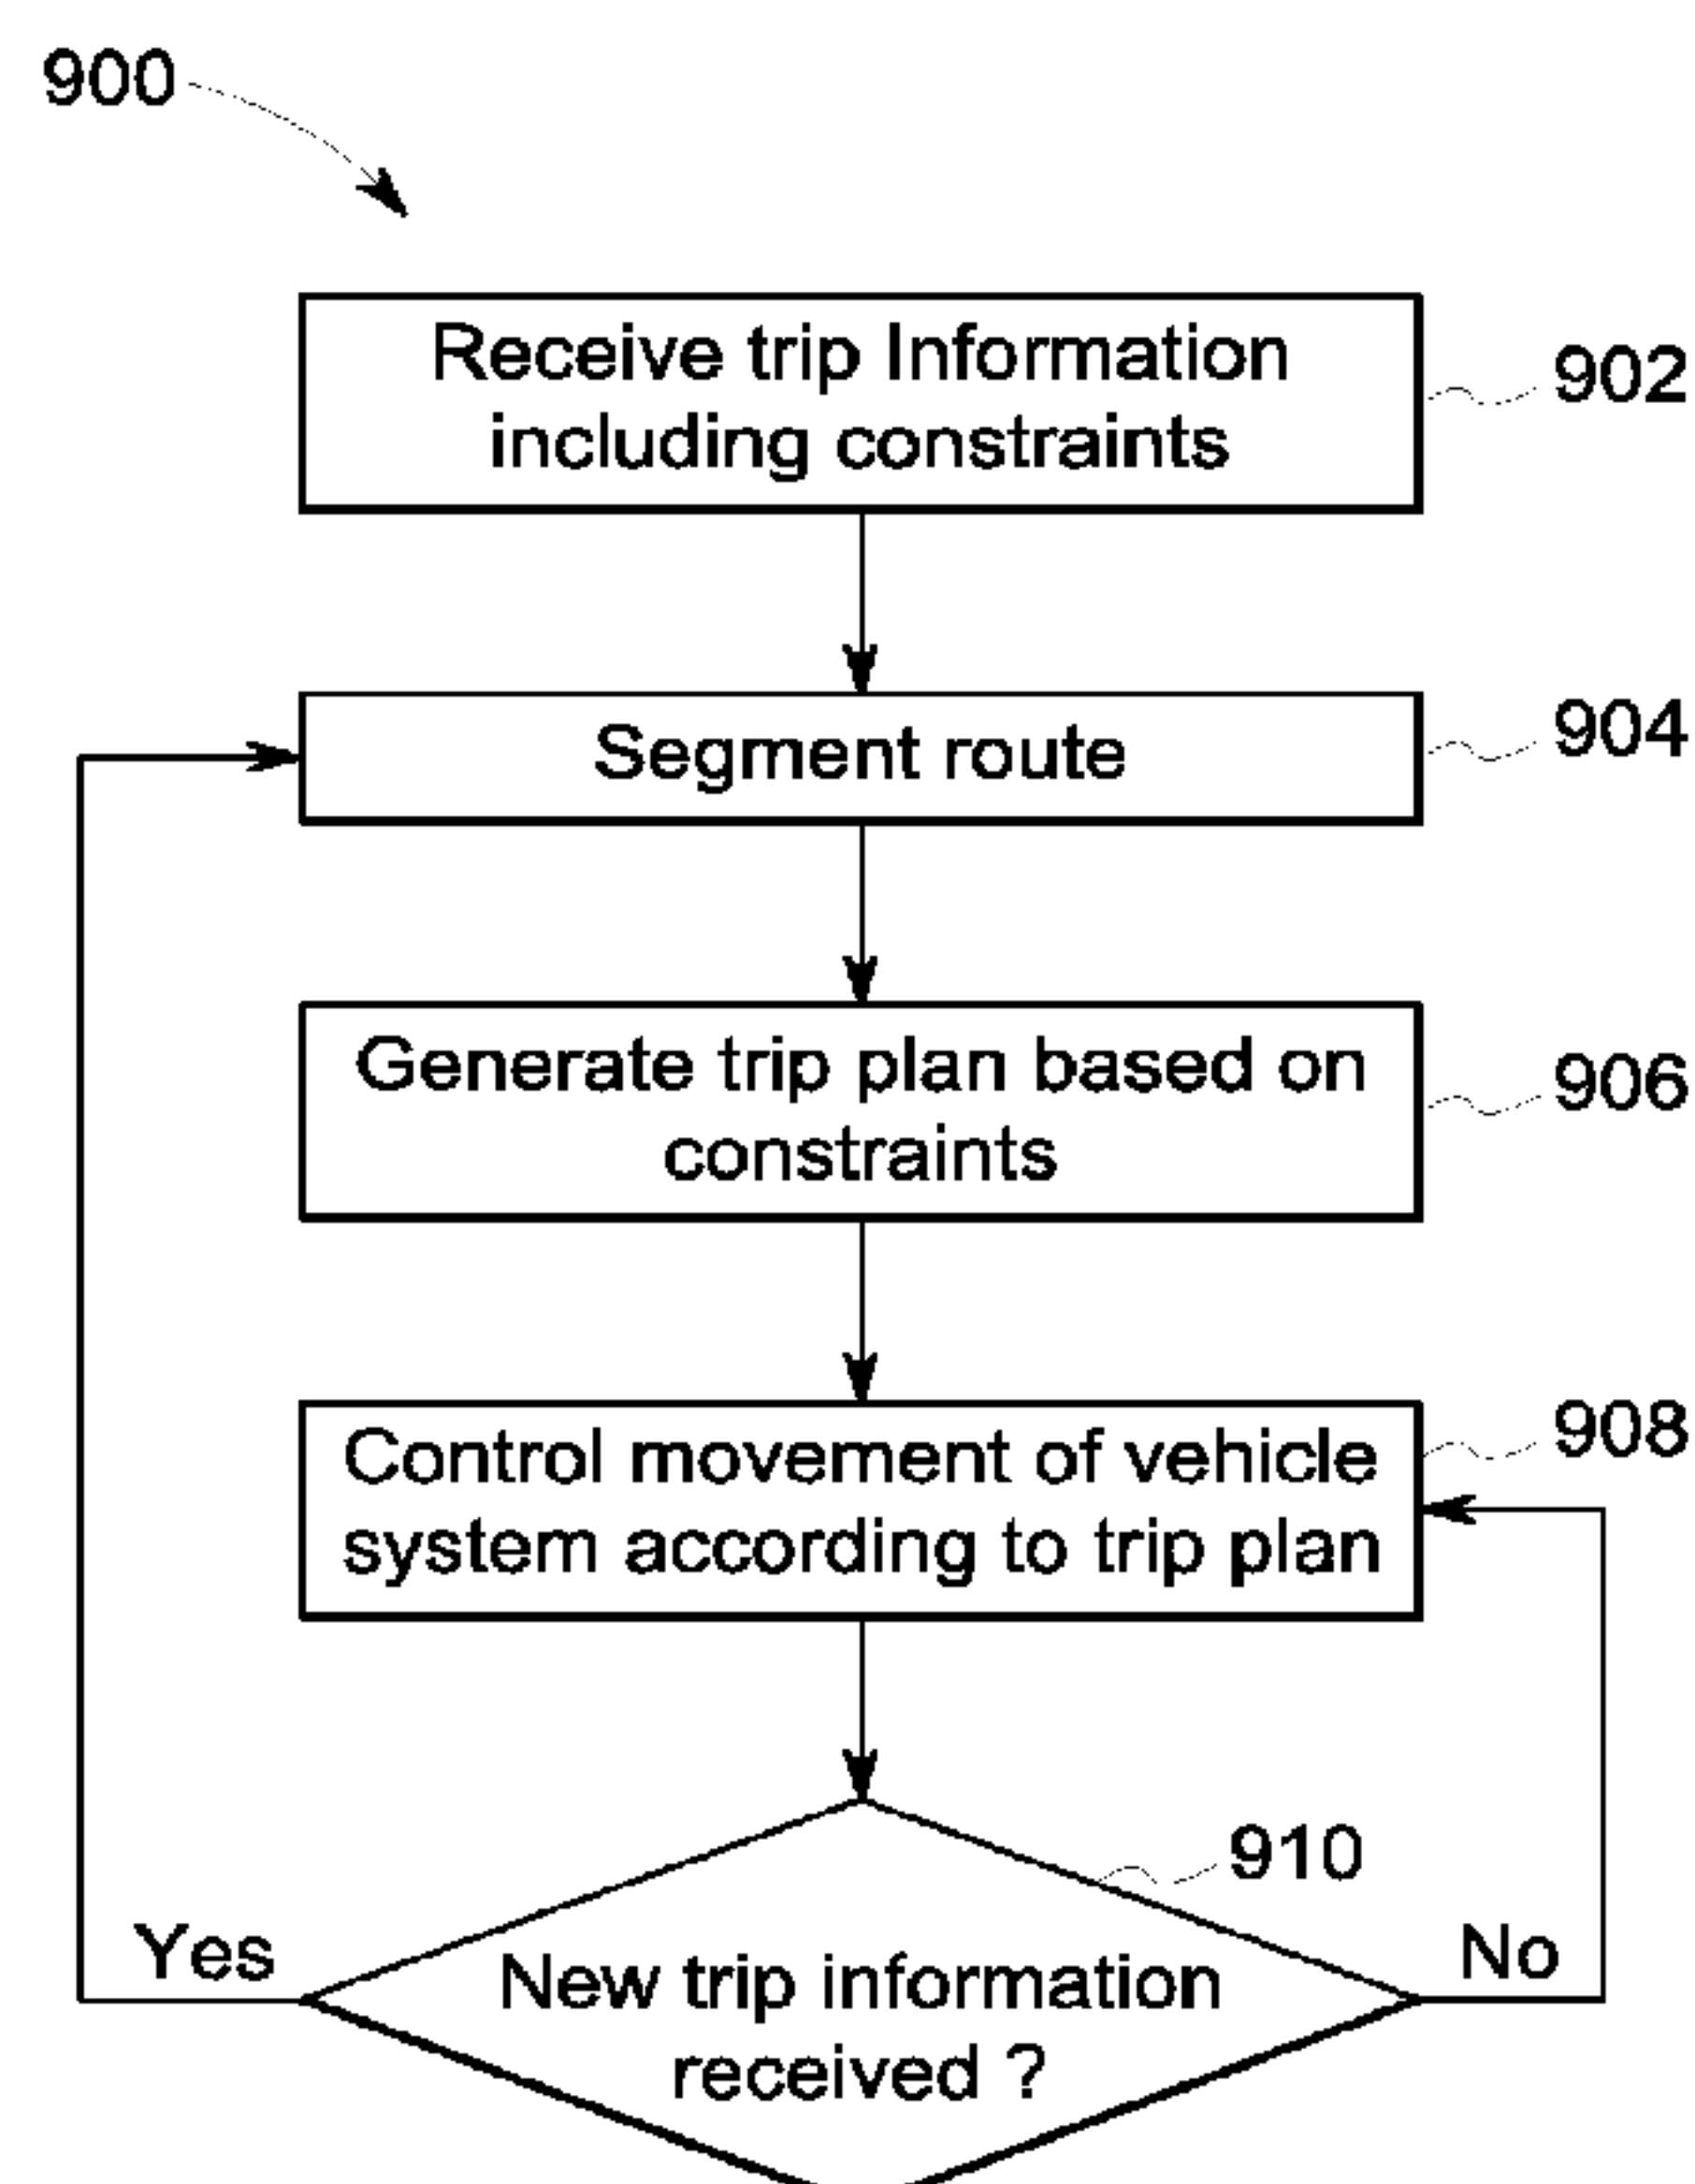 900
Receive trip Information
including constraints
902
Segment route
904
Generate trip plan based on
constraints
906
Control movement of vehicle
system according to trip plan
908
910
Yes
No
New trip information
received ?